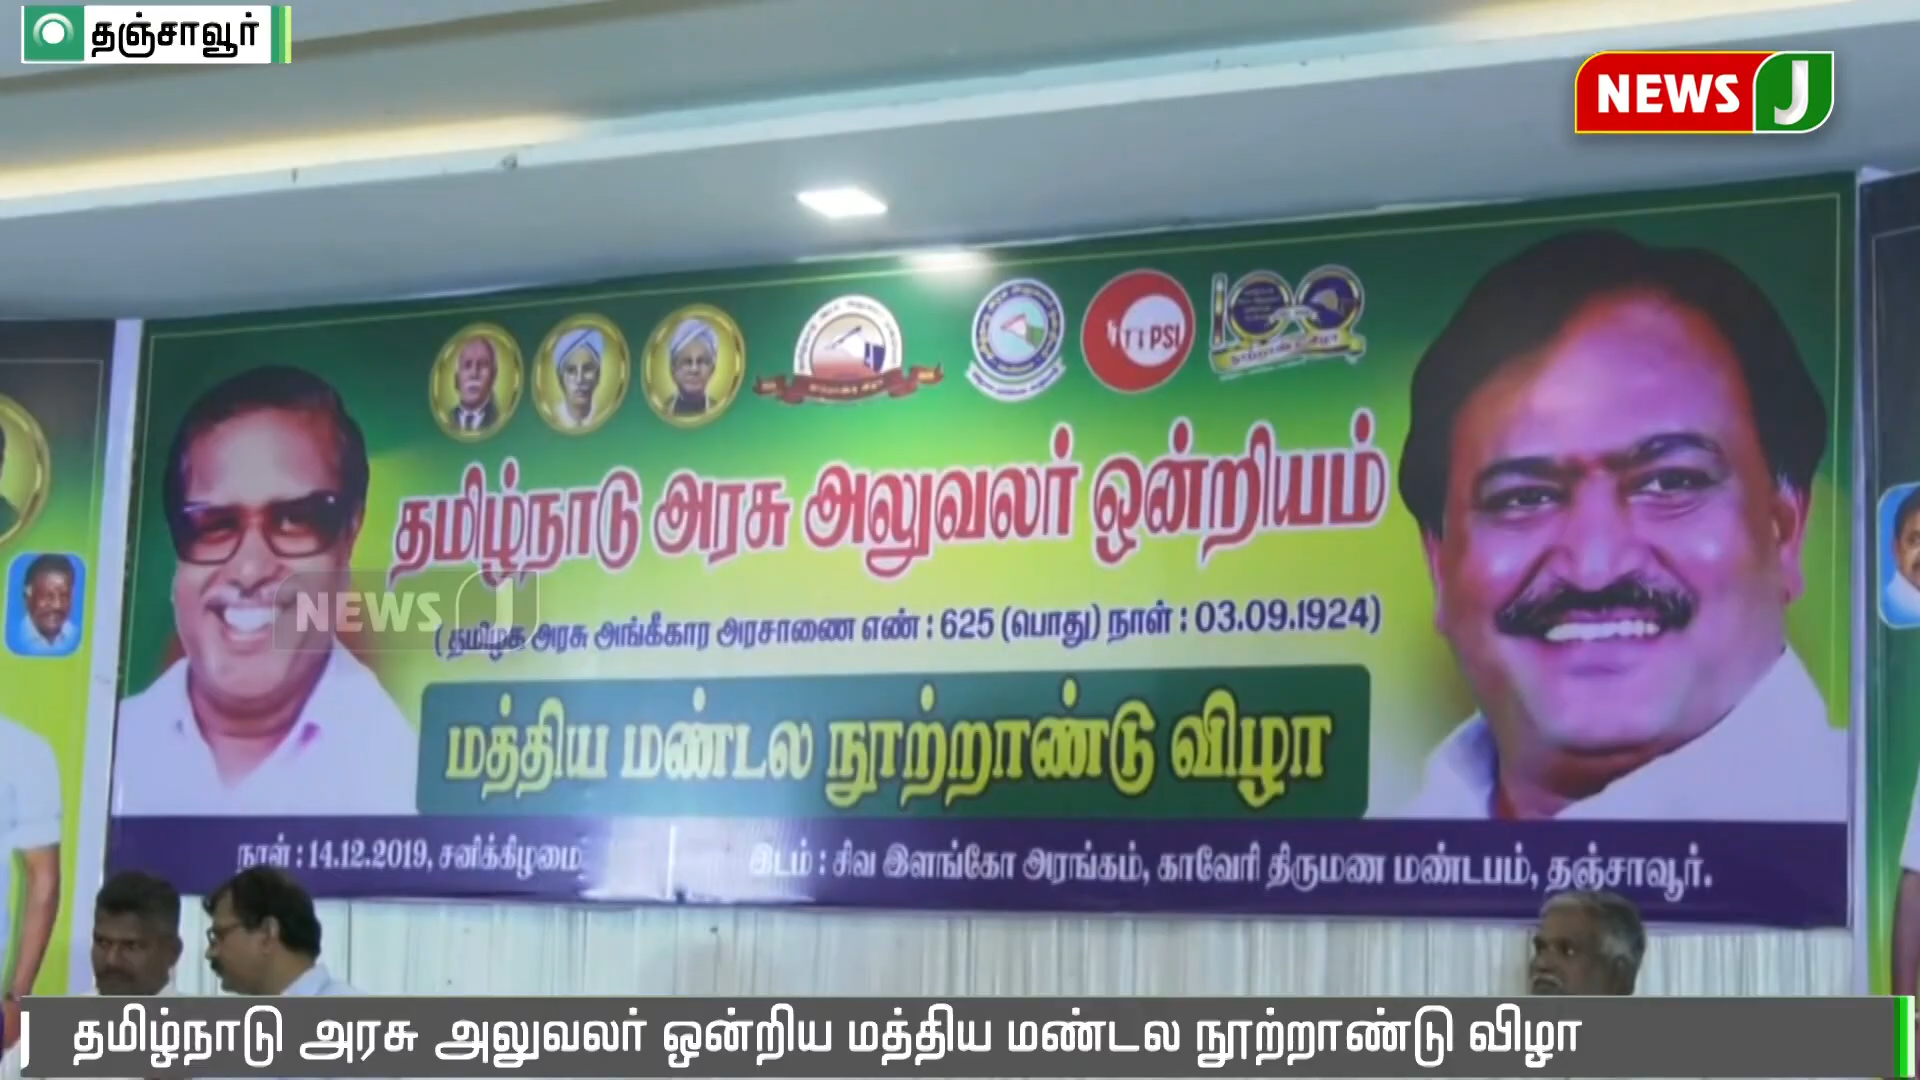 தஞ்சாவூர்
NEWS J
தமிழ்நாடு அரசு அலுவலர் ஒன்றியம்
NEWS J
( தமிழக அரசு அங்கீகார அரசாணை எண் : 625 (பொது) நாள் : 03.09.1924)
மத்திய மண்டல நூற்றாண்டு விழா
நாள் : 14.12.2019, சனிக்கிழமை
இடம் : சிவ இளங்கோ அரங்கம், காவேரி திருமண மண்டபம், தஞ்சாவூர்.
தமிழ்நாடு அரசு அலுவலர் ஒன்றிய மத்திய மண்டல நூற்றாண்டு விழா